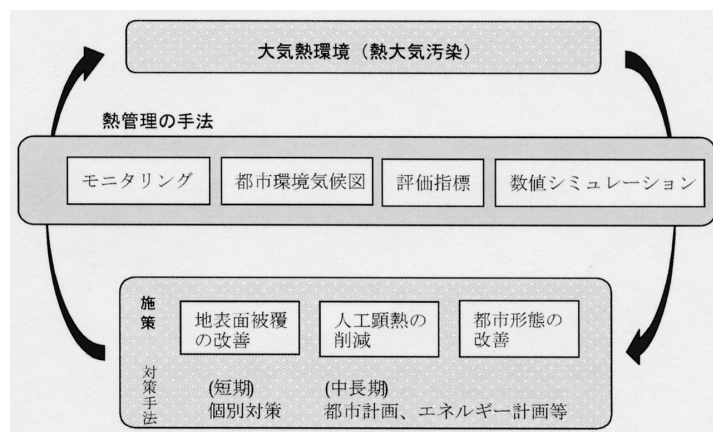 大気熱環境（熱大気汚染）
熱管理の手法
モニタリング
都市環境気候図
評価指標
数値シミュレーション
施策
地表面被覆
の改善
人工顕熱の
削減
都市形態の
改善
対策手法
(短期)
個別対策
(中長期)
都市計画、エネルギー計画等